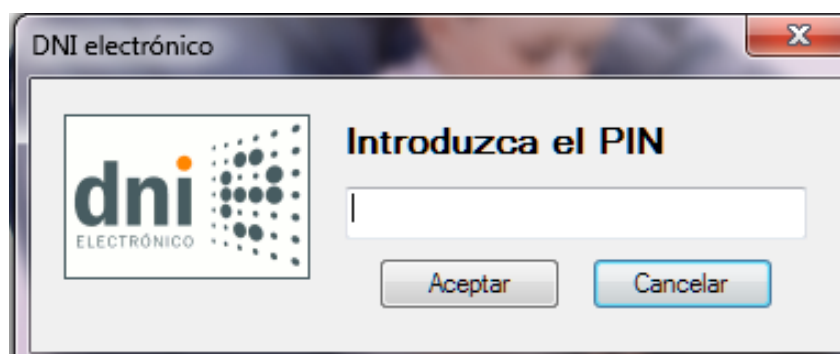 DNI electrónico
dni
ELECTRÓNICO
Introduzca el PIN
Aceptar
Cancelar